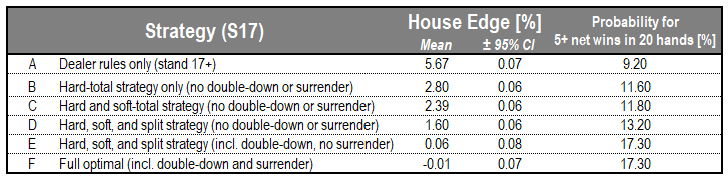 Strategy (S17) House Edge [%] Probability for
Mean ± 95% CI 5+ net wins in 20 hands [%]
A Dealer rules only (stand 17+) 5.67 0.07 9.20
B Hard-total strategy only (no double-down or surrender) 2.80 0.06 11.60
C Hard and soft-total strategy (no double-down or surrender) 2.39 0.06 11.80
D Hard, soft, and split strategy (no double-down or surrender) 1.60 0.06 13.20
E Hard, soft, and split strategy (incl. double-down, no surrender) 0.06 0.08 17.30
F Full optimal (incl. double-down and surrender) -0.01 0.07 17.30